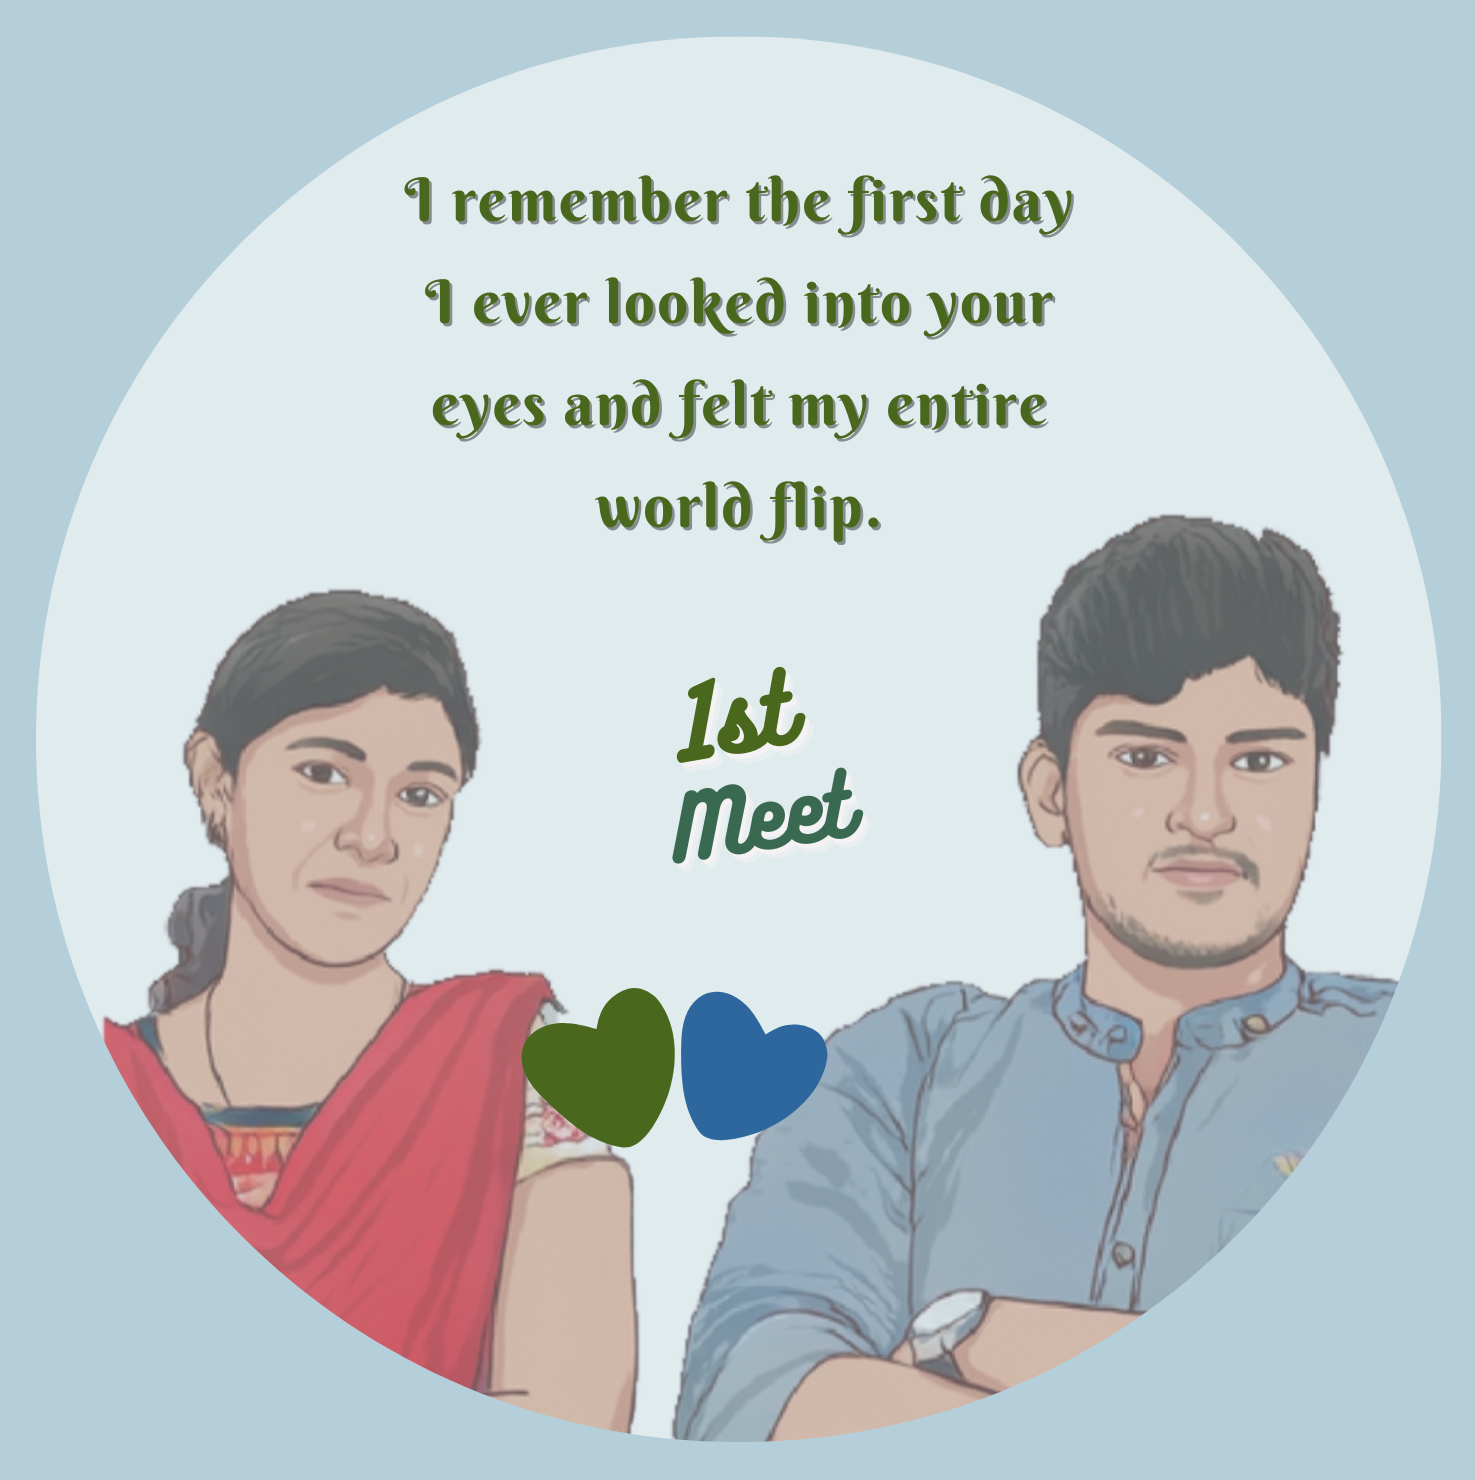 I remember the first day
I ever looked into your
eyes and felt my entire
world flip.
1st
Meet